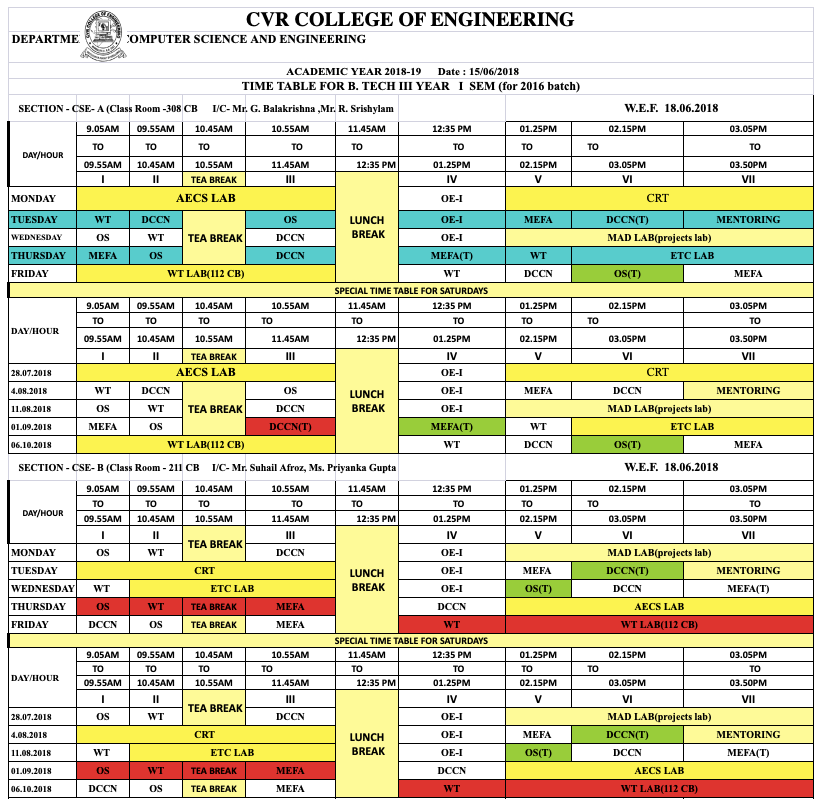 CVR COLLEGE OF ENGINEERING
DEPARTME OMPUTER SCIENCE AND ENGINEERING
ACADEMIC YEAR 2018-19 Date : 15/06/2018
TIME TABLE FOR B. TECH III YEAR I SEM (for 2016 batch)
SECTION - CSE- A (Class Room -308 CB I/C- Mr. G. Balakrishna ,Mr. R. Srishylam W.E.F. 18.06.2018
DAY/HOUR
9.05AM 09.55AM 10.45AM 10.55AM 11.45AM 12:35 PM 01.25PM 02.15PM 03.05PM
TO TO TO TO TO TO TO TO TO
09.55AM 10.45AM 10.55AM 11.45AM 12:35 PM 01.25PM 02.15PM 03.05PM 03.50PM
I II TEA BREAK III LUNCH BREAK IV V VI VII
MONDAY AECS LAB OE-I CRT
TUESDAY WT DCCN TEA BREAK OS OE-I MEFA DCCN(T) MENTORING
WEDNESDAY OS WT DCCN OE-I MAD LAB(projects lab)
THURSDAY MEFA OS DCCN MEFA(T) WT ETC LAB
FRIDAY WT LAB(112 CB) WT DCCN OS(T) MEFA
SPECIAL TIME TABLE FOR SATURDAYS
DAY/HOUR
9.05AM 09.55AM 10.45AM 10.55AM 11.45AM 12:35 PM 01.25PM 02.15PM 03.05PM
TO TO TO TO TO TO TO TO
09.55AM 10.45AM 10.55AM 11.45AM 12:35 PM 01.25PM 02.15PM 03.05PM 03.50PM
I II TEA BREAK III LUNCH BREAK IV V VI VII
28.07.2018 AECS LAB OE-I CRT
4.08.2018 WT DCCN TEA BREAK OS OE-I MEFA DCCN MENTORING
11.08.2018 OS WT DCCN OE-I MAD LAB(projects lab)
01.09.2018 MEFA OS DCCN(T) MEFA(T) WT ETC LAB
06.10.2018 WT LAB(112 CB) WT DCCN OS(T) MEFA
SECTION - CSE- B (Class Room - 211 CB I/C- Mr. Suhail Afroz, Ms. Priyanka Gupta W.E.F. 18.06.2018
DAY/HOUR
9.05AM 09.55AM 10.45AM 10.55AM 11.45AM 12:35 PM 01.25PM 02.15PM 03.05PM
TO TO TO TO TO TO TO TO TO
09.55AM 10.45AM 10.55AM 11.45AM 12:35 PM 01.25PM 02.15PM 03.05PM 03.50PM
I II TEA BREAK III LUNCH BREAK IV V VI VII
MONDAY OS WT DCCN OE-I MAD LAB(projects lab)
TUESDAY CRT OE-I MEFA DCCN(T) MENTORING
WEDNESDAY WT ETC LAB OE-I OS(T) DCCN MEFA(T)
THURSDAY OS WT TEA BREAK MEFA DCCN AECS LAB
FRIDAY DCCN OS TEA BREAK MEFA WT WT LAB(112 CB)
SPECIAL TIME TABLE FOR SATURDAYS
DAY/HOUR
9.05AM 09.55AM 10.45AM 10.55AM 11.45AM 12:35 PM 01.25PM 02.15PM 03.05PM
TO TO TO TO TO TO TO TO
09.55AM 10.45AM 10.55AM 11.45AM 12:35 PM 01.25PM 02.15PM 03.05PM 03.50PM
I II TEA BREAK III LUNCH BREAK IV V VI VII
28.07.2018 OS WT DCCN OE-I MAD LAB(projects lab)
4.08.2018 CRT OE-I MEFA DCCN(T) MENTORING
11.08.2018 WT ETC LAB OE-I OS(T) DCCN MEFA(T)
01.09.2018 OS WT TEA BREAK MEFA DCCN AECS LAB
06.10.2018 DCCN OS TEA BREAK MEFA WT WT LAB(112 CB)